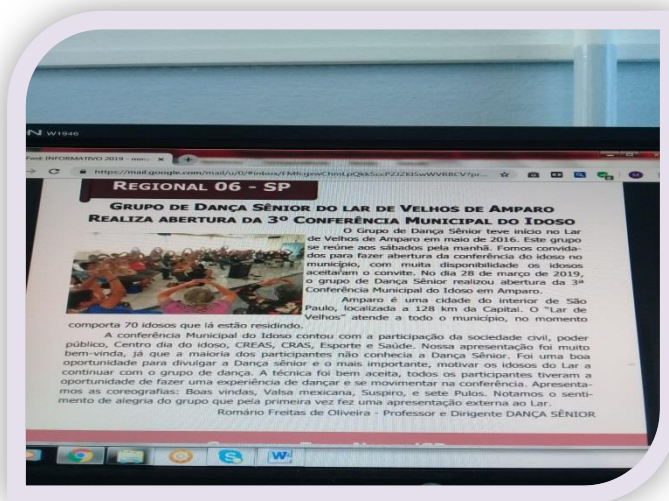 W1946
INFORMATIVO 2019
REGIONAL 06 - SP
GRUPO DE DANÇA SÊNIOR DO LAR DE VELHOS DE AMPARO
REALIZA ABERTURA DA 3º CONFERÊNCIA MUNICIPAL DO IDOSO
O Grupo de Dança Sênior teve início no Lar
de Velhos de Amparo em maio de 2016. Este grupo
se reúne aos sábados pela manhã. Fomos convida-
dos para fazer abertura da conferência do idoso no
município, com muita disponibilidade os idosos
aceitaram o convite. No dia 28 de março de 2019,
o grupo de Dança Sênior realizou abertura da 3ª
Conferência Municipal do Idoso em Amparo.
Amparo é uma cidade do interior de São
Paulo, localizada a 128 km da Capital. O "Lar de
Velhos" atende a todo o município, no momento
comporta 70 idosos que lá estão residindo.
A conferência Municipal do Idoso contou com a participação da sociedade civil, poder
público, Centro dia do idoso, CREAS, CRAS, Esporte e Saúde. Nossa apresentação foi muito
bem-vinda, já que a maioria dos participantes não conhecia a Dança Sênior. Foi uma boa
oportunidade para divulgar a Dança sênior e o mais importante, motivar os idosos do Lar a
continuar com o grupo de dança. A técnica foi bem aceita, todos os participantes tiveram a
oportunidade de fazer uma experiência de dançar e se movimentar na conferência. Apresenta-
mos as coreografias: Boas vindas, Valsa mexicana, Suspiro, e sete Pulos. Notamos o senti-
mento de alegria do grupo que pela primeira vez fez uma apresentação externa ao Lar.
Romário Freitas de Oliveira - Professor e Dirigente DANÇA SÊNIOR